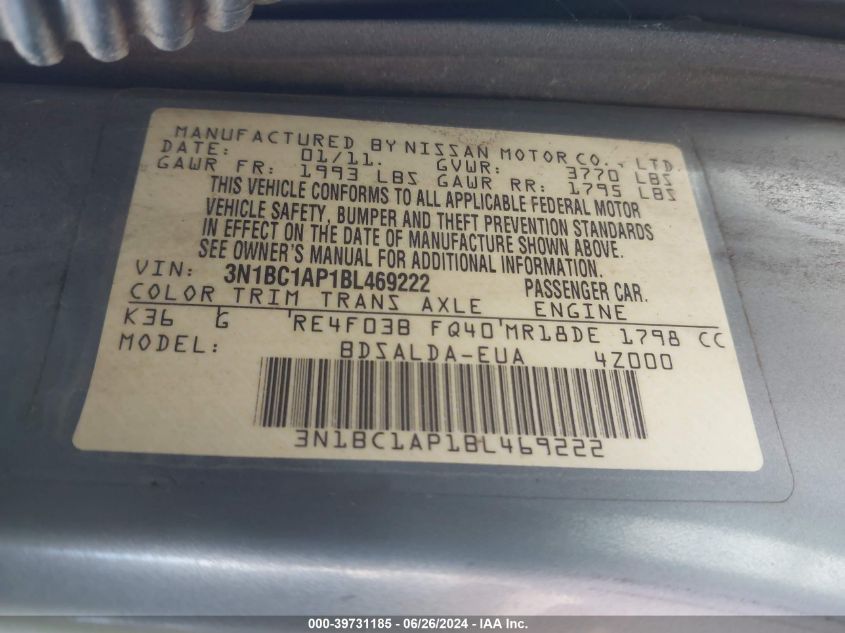 MANUFACTURED BY NISSAN MOTOR CO., LTD.
DATE: 01/11. GVWR: 3770 LBS
GAWR FR: 1993 LBS GAWR RR: 1795 LBS
THIS VEHICLE CONFORMS TO ALL APPLICABLE FEDERAL MOTOR
VEHICLE SAFETY, BUMPER AND THEFT PREVENTION STANDARDS
IN EFFECT ON THE DATE OF MANUFACTURE SHOWN ABOVE.
SEE OWNER'S MANUAL FOR ADDITIONAL INFORMATION.
VIN: 3N1BC1AP1BL469222 PASSENGER CAR.
COLOR TRIM TRANS AXLE ENGINE
K36 G RE4F03B FQ40 MR18DE 1798 CC
MODEL: BDSALDA-EUA 4Z000
3N1BC1AP1BL469222
000-39731185 / 06/26/2024 - IAA Inc.